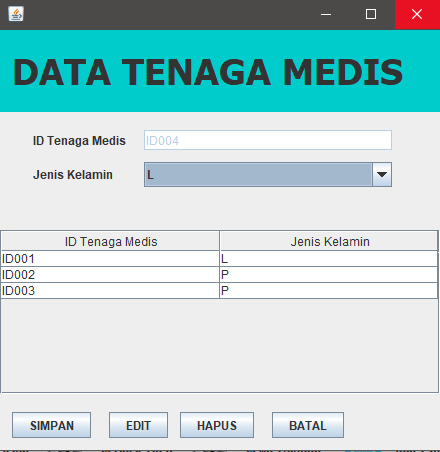 DATA TENAGA MEDIS
ID Tenaga Medis ID004
Jenis Kelamin L
ID Tenaga Medis Jenis Kelamin
ID001 L
ID002 P
ID003 P
SIMPAN EDIT HAPUS BATAL